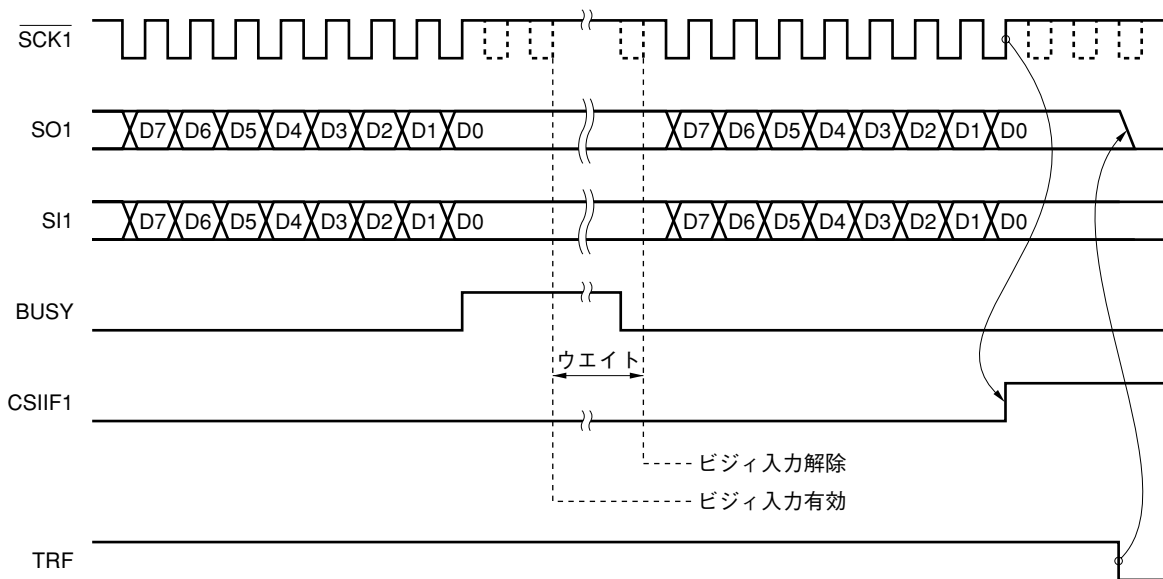 SCK1
SO1 D7 D6 D5 D4 D3 D2 D1 D0 D7 D6 D5 D4 D3 D2 D1 D0
SI1 D7 D6 D5 D4 D3 D2 D1 D0 D7 D6 D5 D4 D3 D2 D1 D0
BUSY
ウエイト
CSIIF1
ビジィ入力解除
ビジィ入力有効
TRF